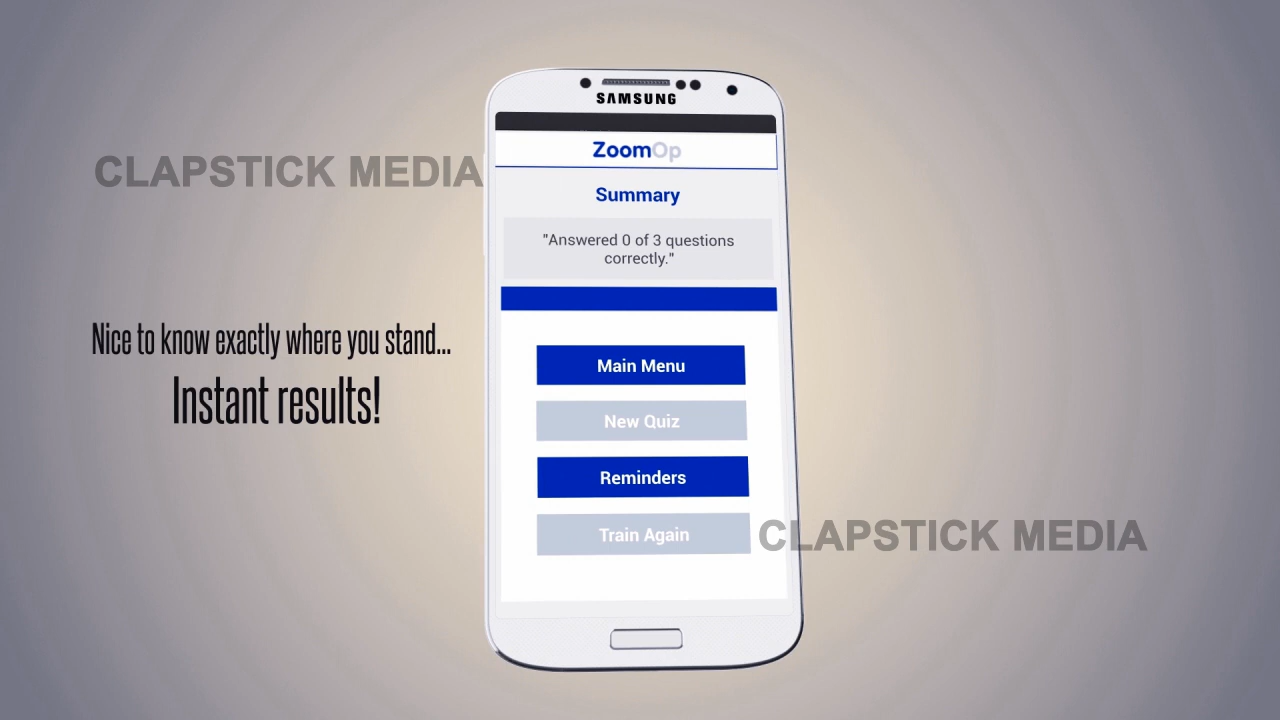 SAMSUNG
ZoomOp
CLAPSTICK MEDIA
Summary
"Answered 0 of 3 questions
correctly."
Nice to know exactly where you stand...
Instant results!
Main Menu
New Quiz
Reminders
Train Again
CLAPSTICK MEDIA